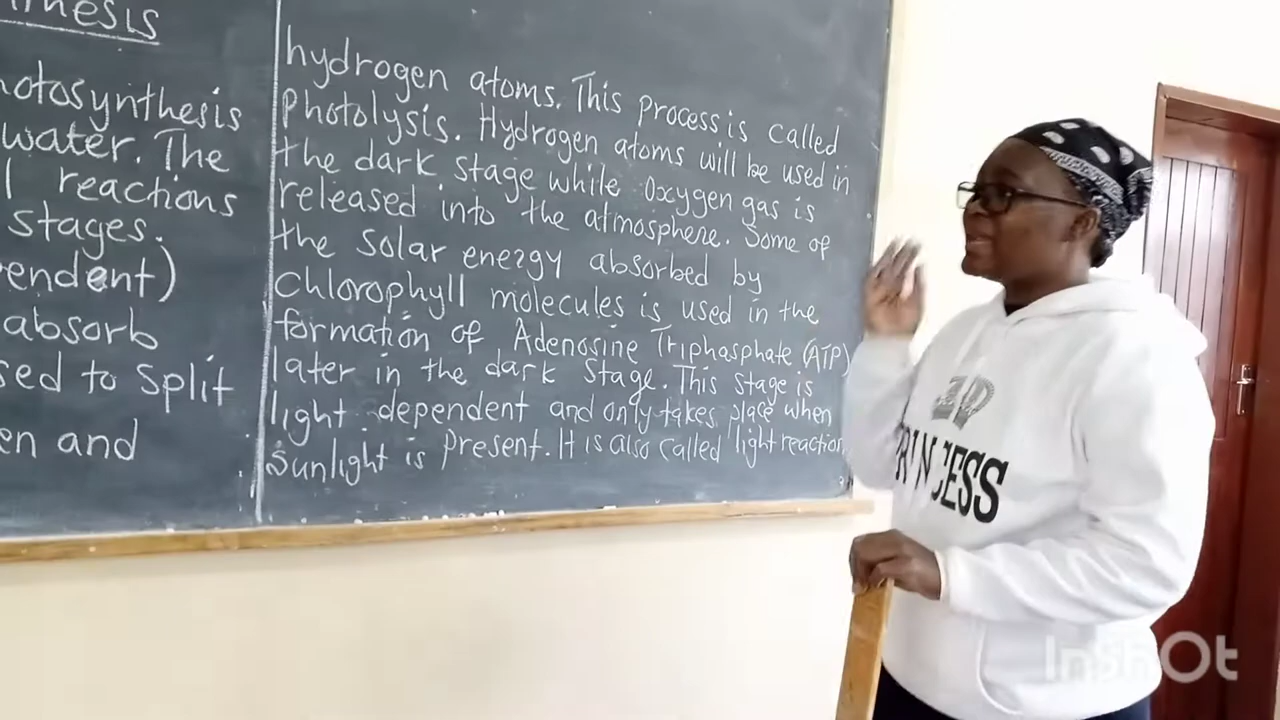 hesis
hotosynthesis
water. The
l reactions
stages.
endent)
absorb
sed to Split
en and
hydrogen atoms. This process is called
Photolysis. Hydrogen atoms will be used in
the dark stage while Oxygen gas is
released into the atmosphere. Some of
the solar energy absorbed by
chlorophyll molecules is used in the
formation of Adenosine Triphasphate (ATP)
later in the dark Stage. This Stage is
light dependent and only takes place when
Sunlight is present. It is also called 'light reaction
PRINCESS
InShOt